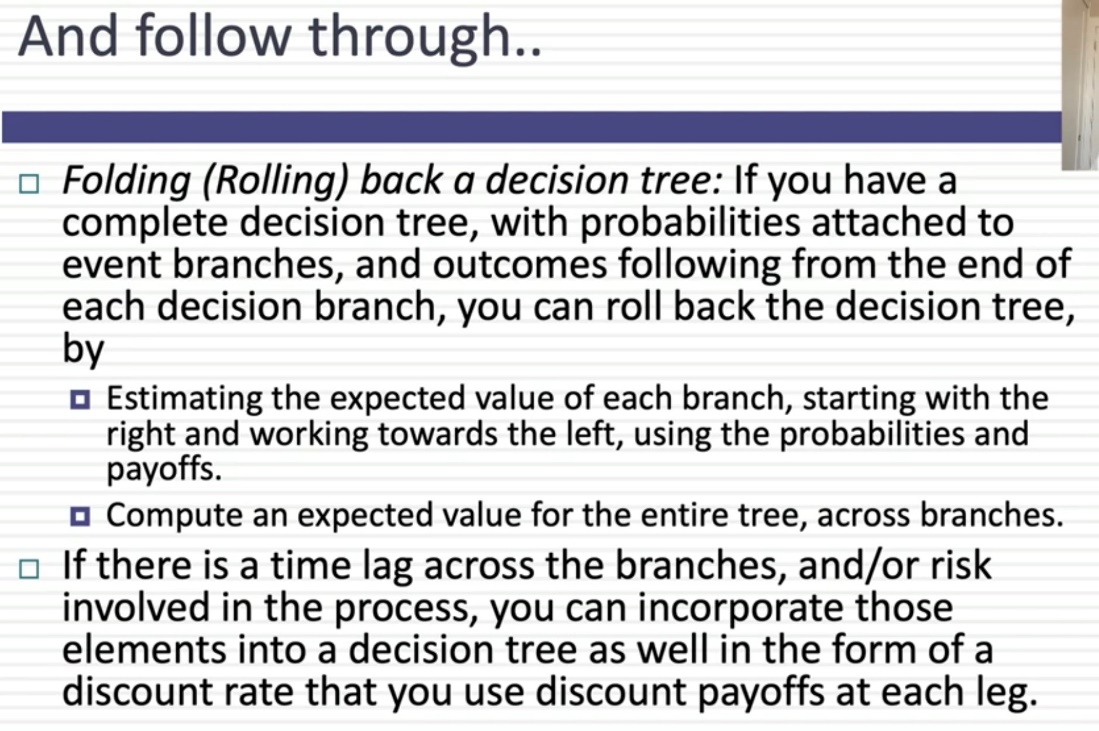 And follow through..
Folding (Rolling) back a decision tree: If you have a
complete decision tree, with probabilities attached to
event branches, and outcomes following from the end of
each decision branch, you can roll back the decision tree,
by
Estimating the expected value of each branch, starting with the
right and working towards the left, using the probabilities and
payoffs.
Compute an expected value for the entire tree, across branches.
If there is a time lag across the branches, and/or risk
involved in the process, you can incorporate those
elements into a decision tree as well in the form of a
discount rate that you use discount payoffs at each leg.